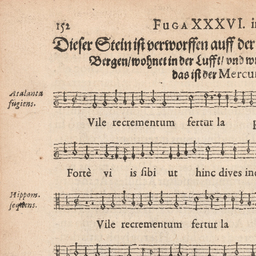 152 FUGA XXXVI. in
Dieser Stein ist verworffen auff der
Bergen/wohnet in der Lufft/ vnd
das ist der Mercur
Atalanta
fugiens.
Vile recrementum fertur la p
Fortè vi is sibi ut hinc dives in
Hippom.
sequens.
Vile recrementum fertur la